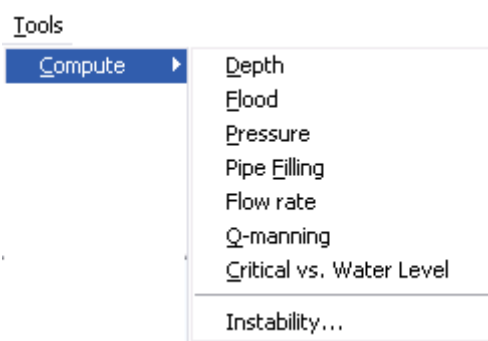 Tools
Compute
Depth
Flood
Pressure
Pipe Filling
Flow rate
Q-manning
Critical vs. Water Level
Instability...